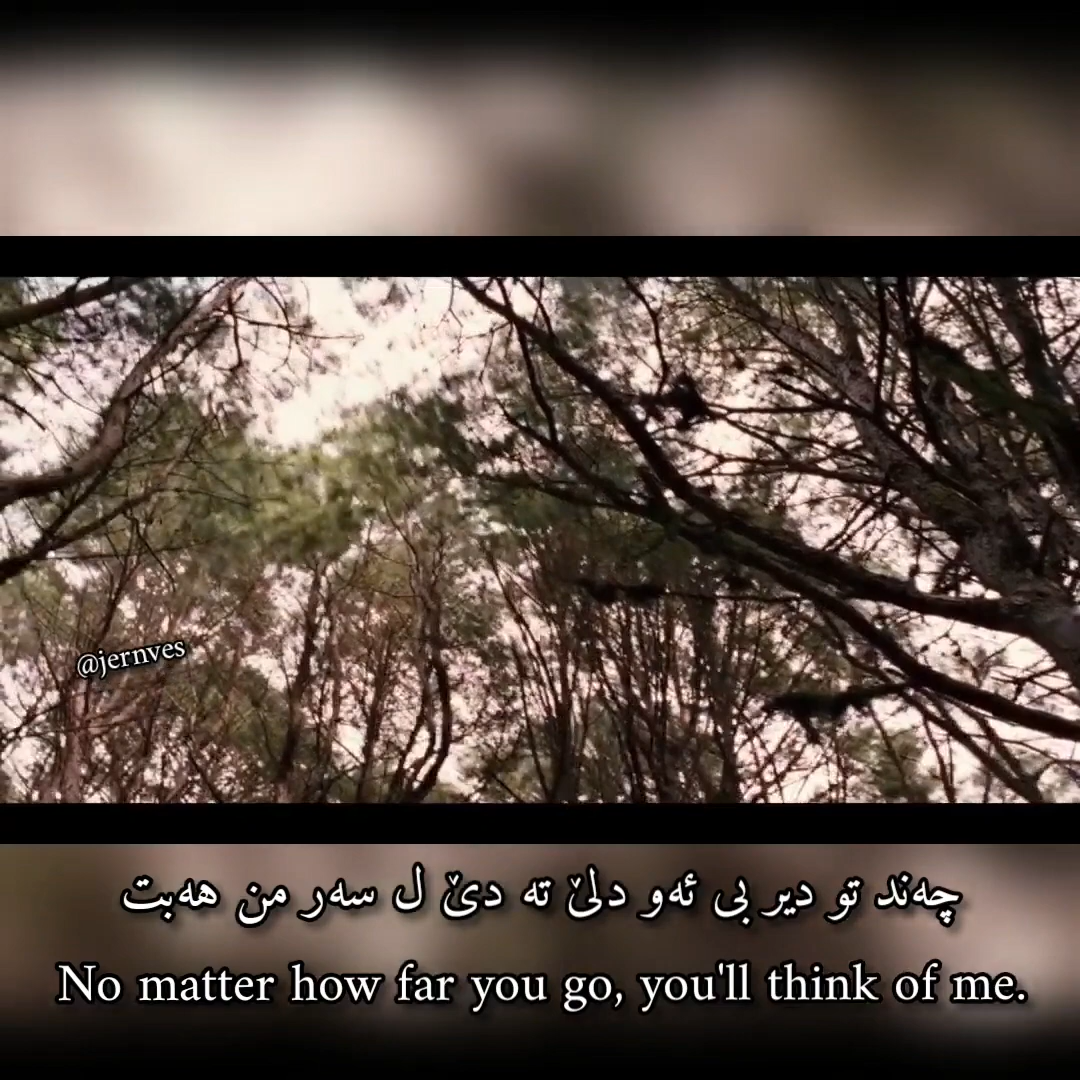 @jernves
چەند تو دیر بی ئەو دلێ تە دێ ل سەر من هەبت
No matter how far you go, you'll think of me.